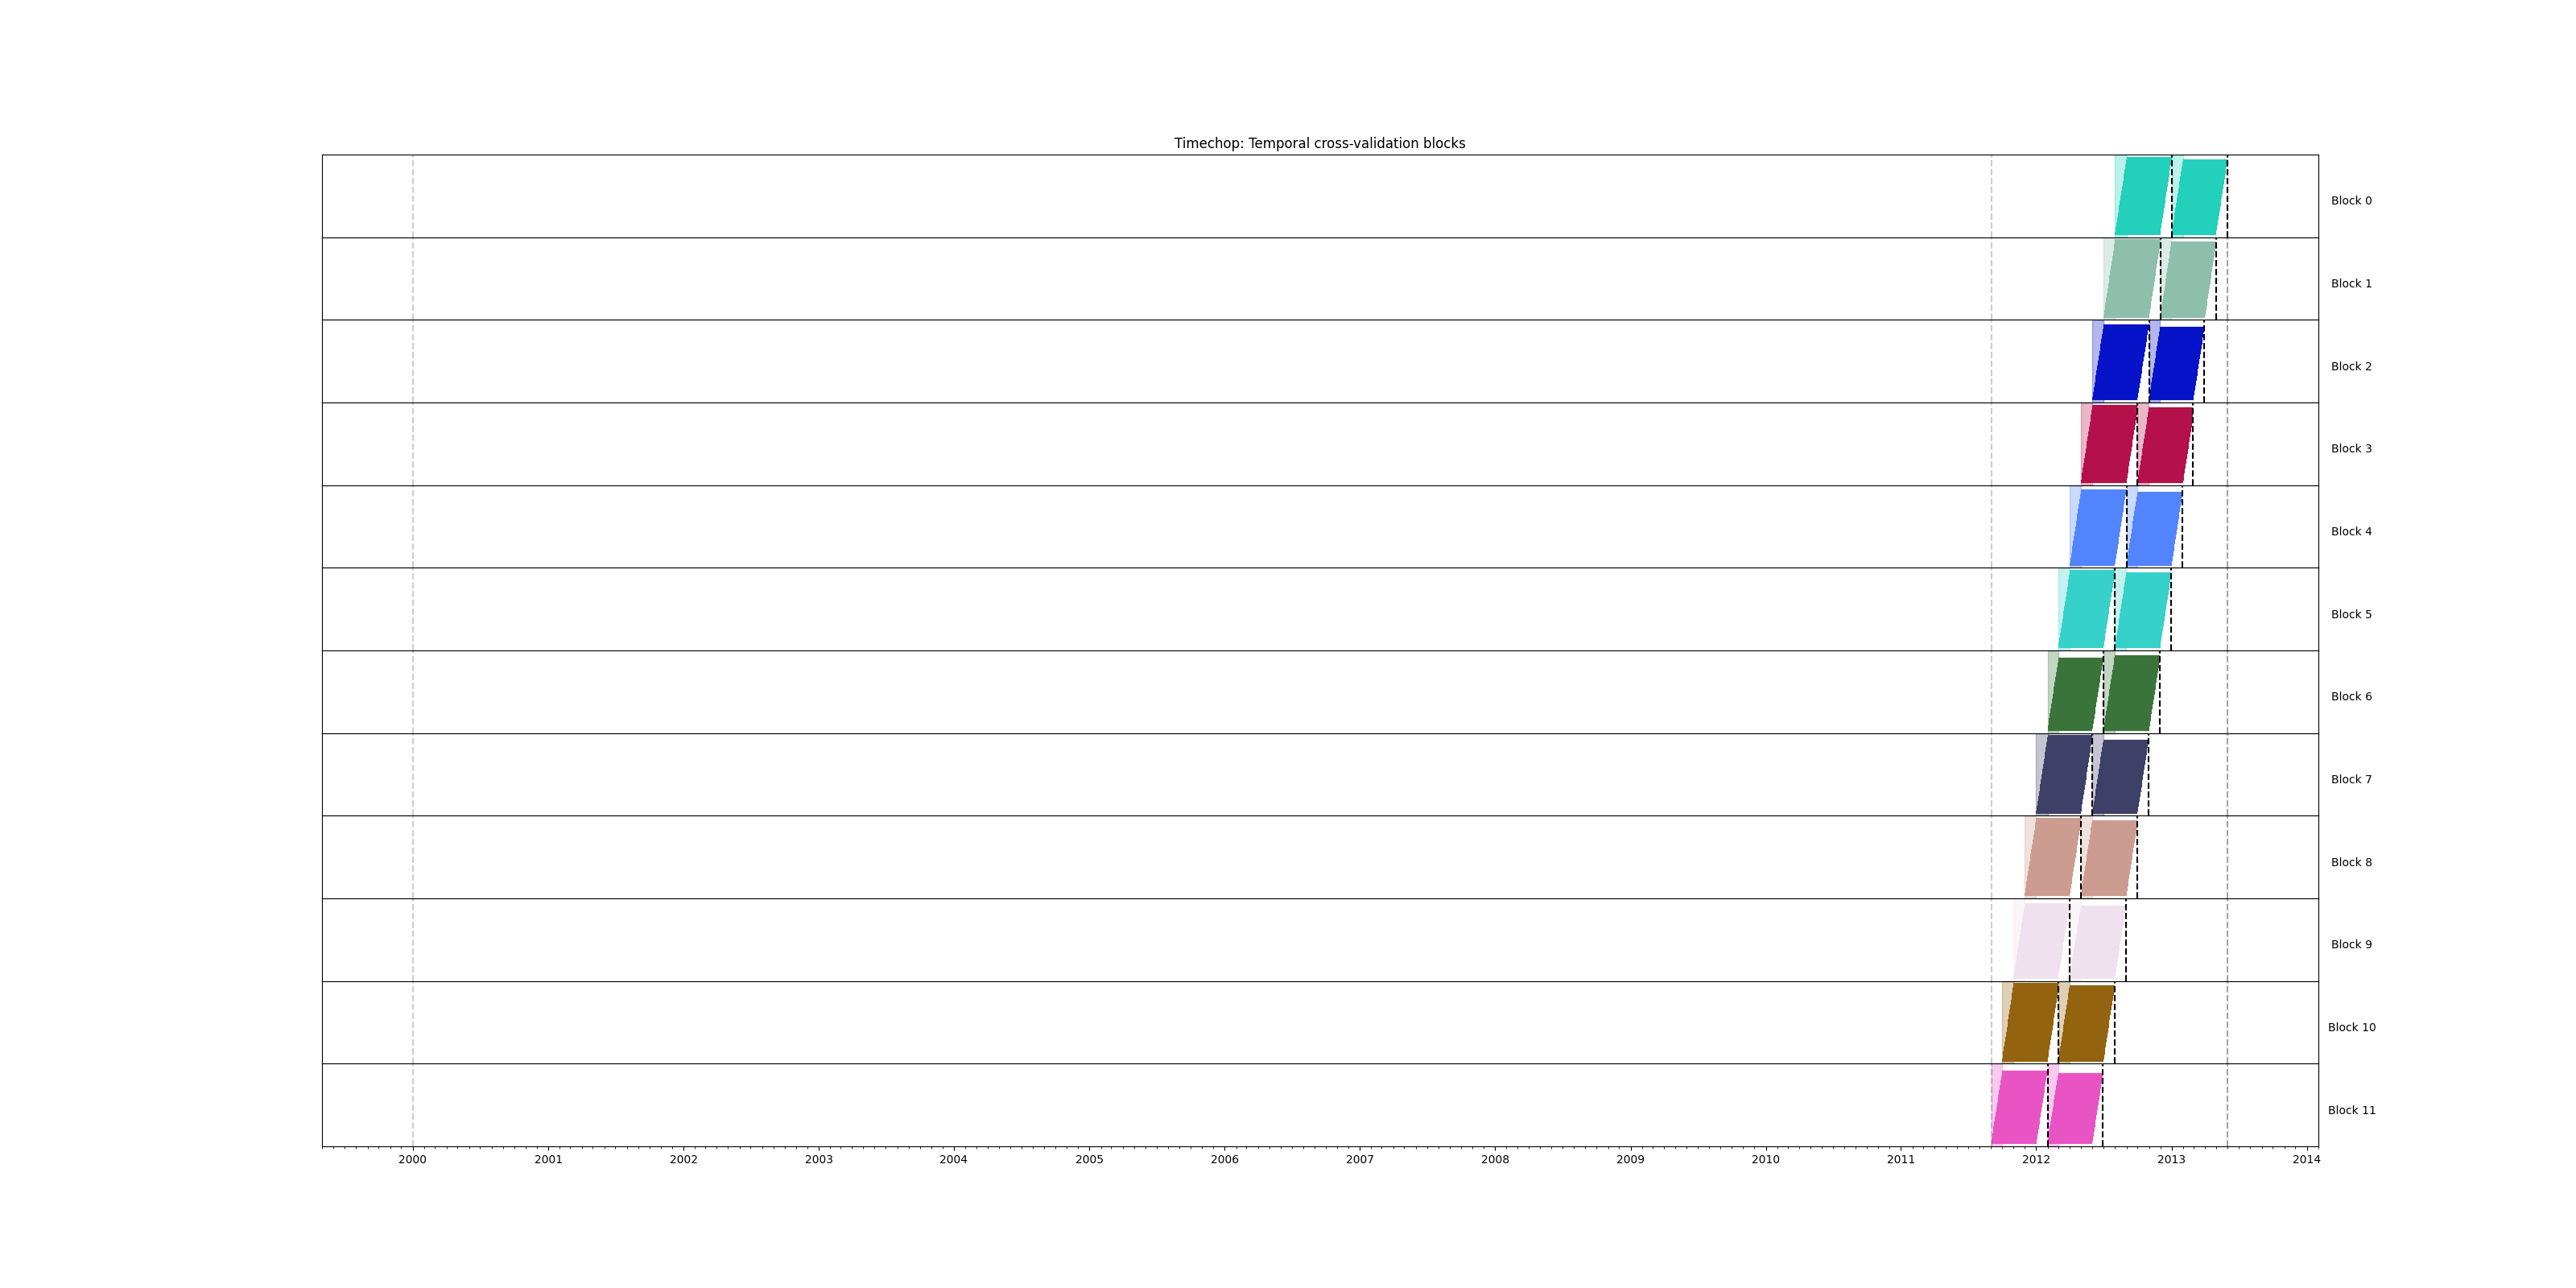 Timechop: Temporal cross-validation blocks
Block 0
Block 1
Block 2
Block 3
Block 4
Block 5
Block 6
Block 7
Block 8
Block 9
Block 10
Block 11
2000 2001 2002 2003 2004 2005 2006 2007 2008 2009 2010 2011 2012 2013 2014